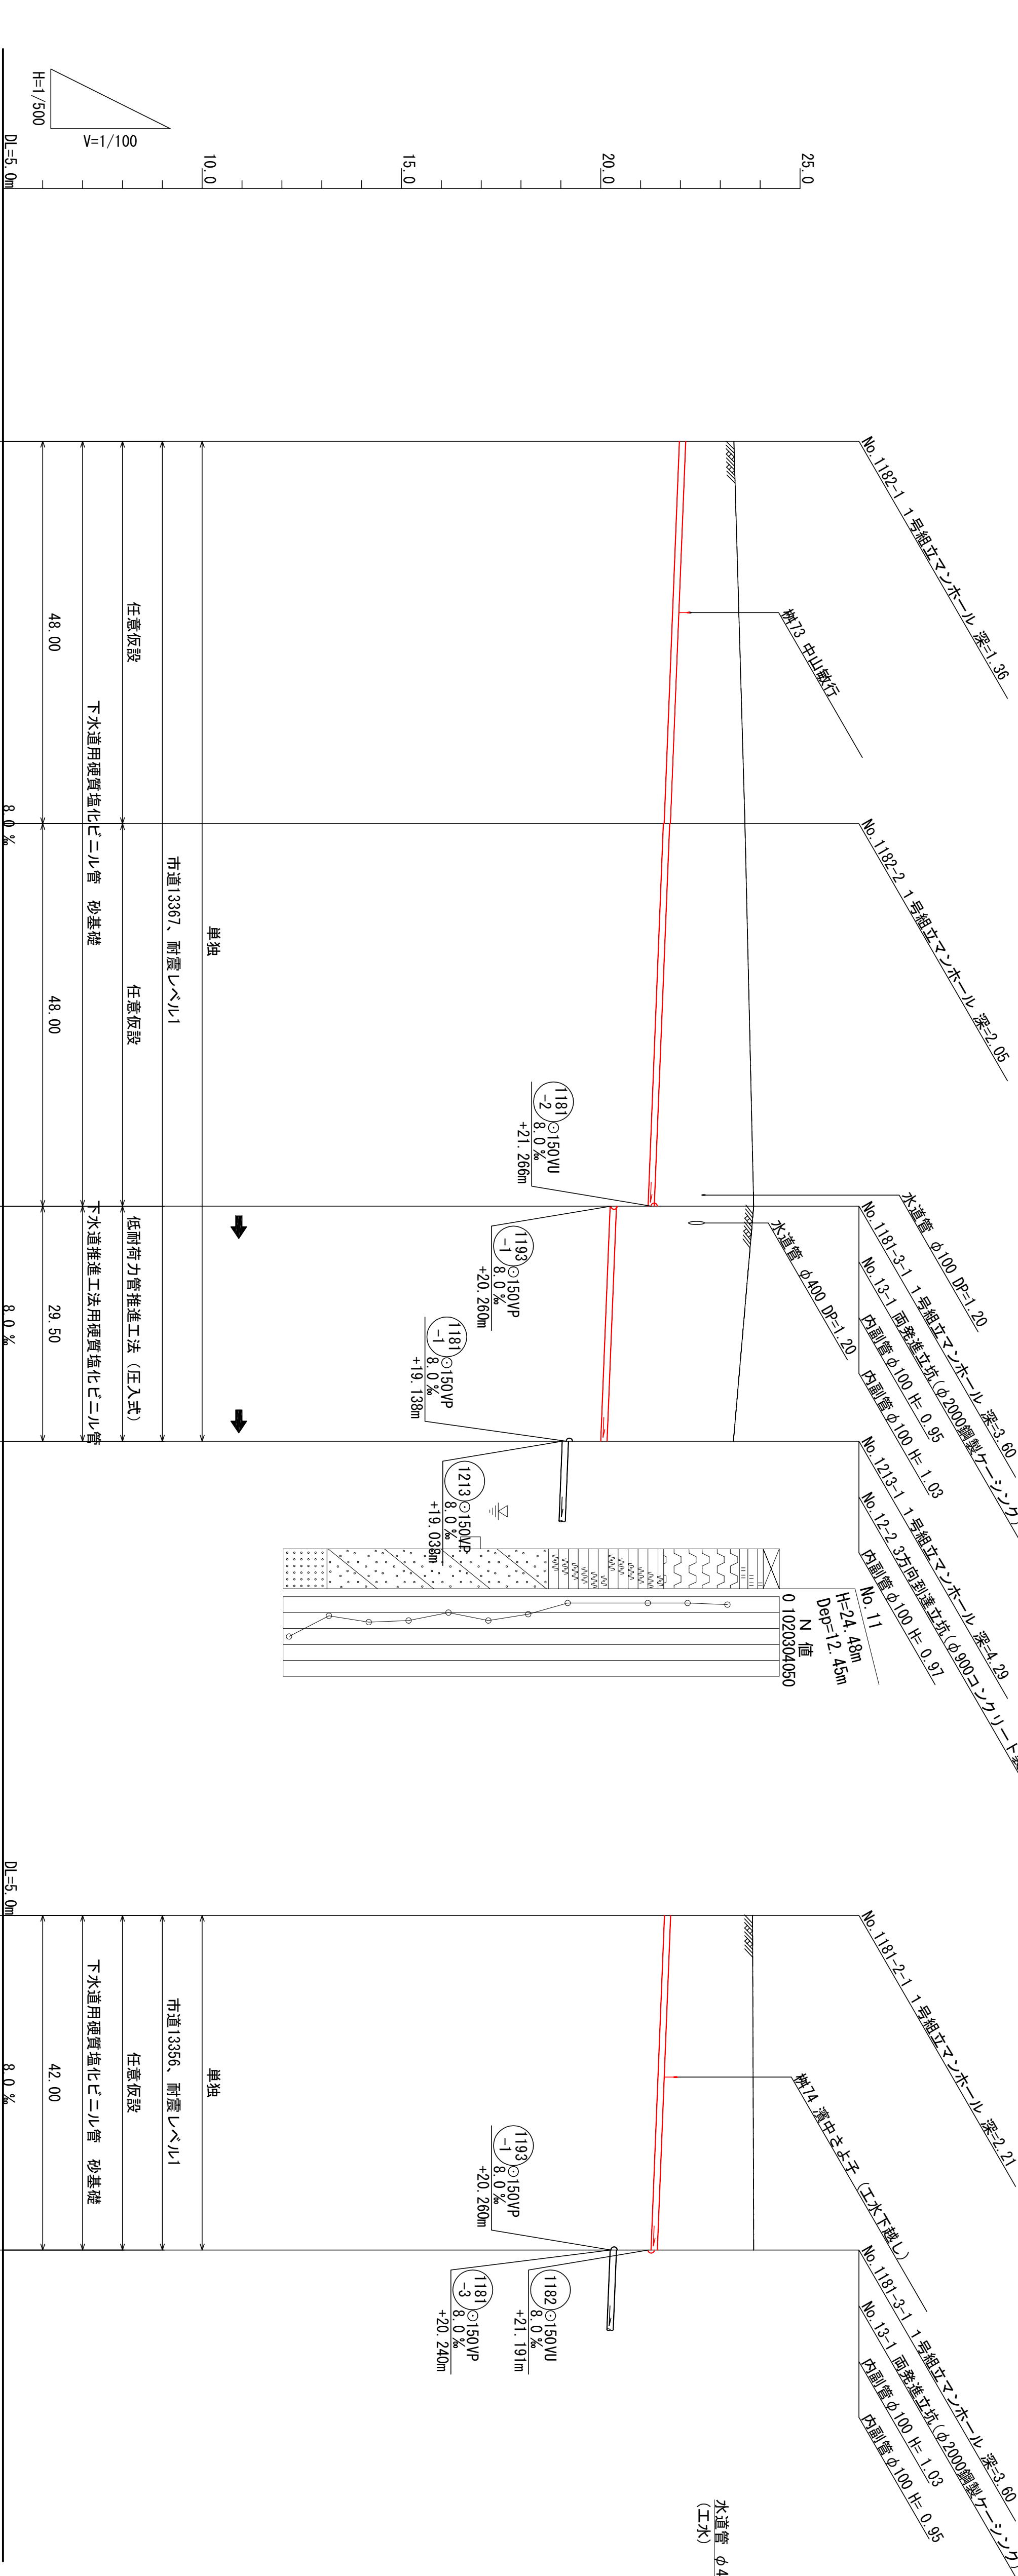 H=1/500
V=1/100
DL=5.0m
10.0
15.0
20.0
25.0
No.1182-1 1号組立マンホール 深=1.36
桝73 中山敏行
No.1182-2 1号組立マンホール 深=2.05
水道管 φ100 DP=1.20
No.1181-3-1 1号組立マンホール 深=3.60
No.13-1 両発進立坑(φ2000鋼製ケーシング)
内副管φ100 H= 0.95
内副管φ100 H= 1.03
水道管 φ400 DP=1.20
No.1213-1 1号組立マンホール 深=4.29
No.12-2 3方向到達立坑(φ900コンクリート製
内副管φ100 H= 0.97
1181
-2
⊙150VU
8.0‰
+21.266m
1193
-1
⊙150VP
8.0‰
+20.260m
1181
-1
⊙150VP
8.0‰
+19.138m
1213
⊙150VP
8.0‰
+19.038m
No.11
H=24.48m
Dep=12.45m
N 値
0 1020304050
単独
市道13367、耐震レベル1
任意仮設
任意仮設
低耐荷力管推進工法(圧入式)
下水道用硬質塩化ビニル管 砂基礎
下水道推進工法用硬質塩化ビニル管
48.00
48.00
29.50
8.0‰
8.0‰
DL=5.0m
No.1181-2-1 1号組立マンホール 深=2.21
桝74 濱中さよ子(工水下越し)
No.1181-3-1 1号組立マンホール 深=3.60
No.13-1 両発進立坑(φ2000鋼製ケーシング)
内副管φ100 H= 1.03
内副管φ100 H= 0.95
1193
-1
⊙150VP
8.0‰
+20.260m
1182
⊙150VU
8.0‰
+21.191m
1181
-3
⊙150VP
8.0‰
+20.240m
単独
市道13356、耐震レベル1
任意仮設
下水道用硬質塩化ビニル管 砂基礎
42.00
8.0‰
水道管 φ4
(工水)